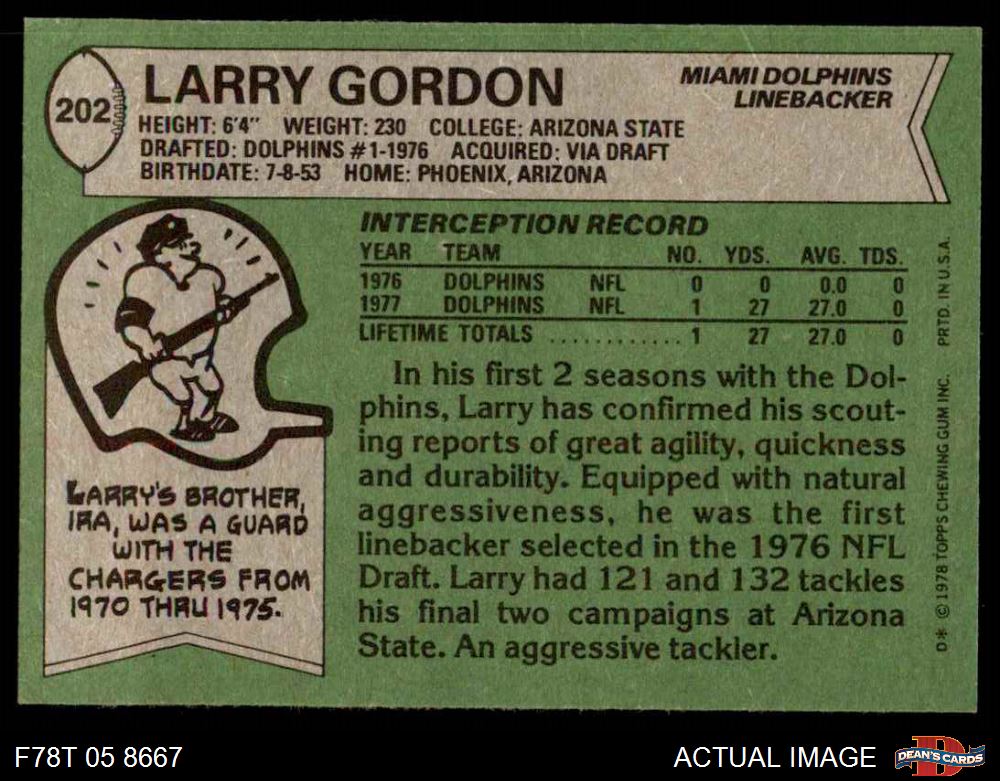 202
LARRY GORDON
MIAMI DOLPHINS
LINEBACKER
HEIGHT: 6'4" WEIGHT: 230 COLLEGE: ARIZONA STATE
DRAFTED: DOLPHINS #1-1976 ACQUIRED: VIA DRAFT
BIRTHDATE: 7-8-53 HOME: PHOENIX, ARIZONA
INTERCEPTION RECORD
YEAR TEAM NO. YDS. AVG. TDS.
1976 DOLPHINS NFL 0 0 0.0 0
1977 DOLPHINS NFL 1 27 27.0 0
LIFETIME TOTALS ............ 1 27 27.0 0
In his first 2 seasons with the Dol-
phins, Larry has confirmed his scout-
ing reports of great agility, quickness
and durability. Equipped with natural
aggressiveness, he was the first
linebacker selected in the 1976 NFL
Draft. Larry had 121 and 132 tackles
his final two campaigns at Arizona
State. An aggressive tackler.
LARRY'S BROTHER,
IRA, WAS A GUARD
WITH THE
CHARGERS FROM
1970 THRU 1975.
D* © 1978 TOPPS CHEWING GUM INC. PRTD. IN U.S.A.
F78T 05 8667
ACTUAL IMAGE
DEAN'S CARDS